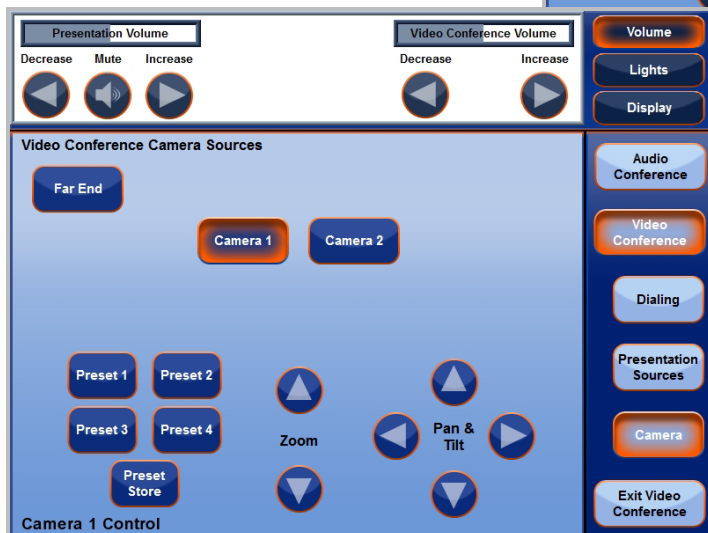 Presentation Volume
Video Conference Volume
Volume
Decrease Mute Increase
Decrease Increase
Lights
Display
Video Conference Camera Sources
Audio
Conference
Far End
Camera 1
Camera 2
Video
Conference
Dialing
Preset 1
Preset 2
Presentation
Sources
Preset 3
Preset 4
Zoom
Pan &
Tilt
Camera
Preset
Store
Exit Video
Conference
Camera 1 Control